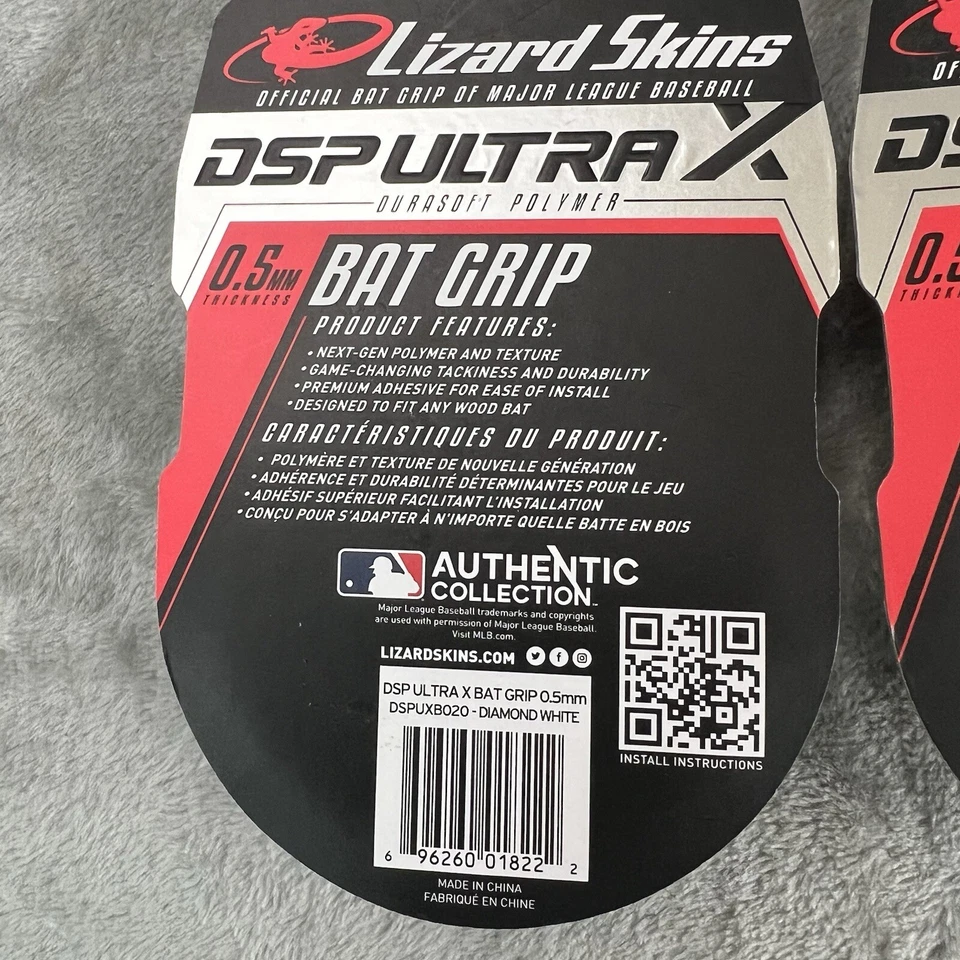 Lizard Skins
OFFICIAL BAT GRIP OF MAJOR LEAGUE BASEBALL
DSP ULTRA X
DURASOFT POLYMER
0.5MM
THICKNESS
BAT GRIP
PRODUCT FEATURES:
• NEXT-GEN POLYMER AND TEXTURE
• GAME-CHANGING TACKINESS AND DURABILITY
• PREMIUM ADHESIVE FOR EASE OF INSTALL
• DESIGNED TO FIT ANY WOOD BAT
CARACTÉRISTIQUES DU PRODUIT:
• POLYMÈRE ET TEXTURE DE NOUVELLE GÉNÉRATION
• ADHÉRENCE ET DURABILITÉ DÉTERMINANTES POUR LE JEU
• ADHÉSIF SUPÉRIEUR FACILITANT L'INSTALLATION
• CONÇU POUR S'ADAPTER À N'IMPORTE QUELLE BATTE EN BOIS
AUTHENTIC
COLLECTION™
Major League Baseball trademarks and copyrights
are used with permission of Major League Baseball.
Visit MLB.com.
LIZARDSKINS.COM
DSP ULTRA X BAT GRIP 0.5mm
DSPUXB020 - DIAMOND WHITE
6 96260 01822 2
INSTALL INSTRUCTIONS
MADE IN CHINA
FABRIQUÉ EN CHINE
OF
DS
0.5